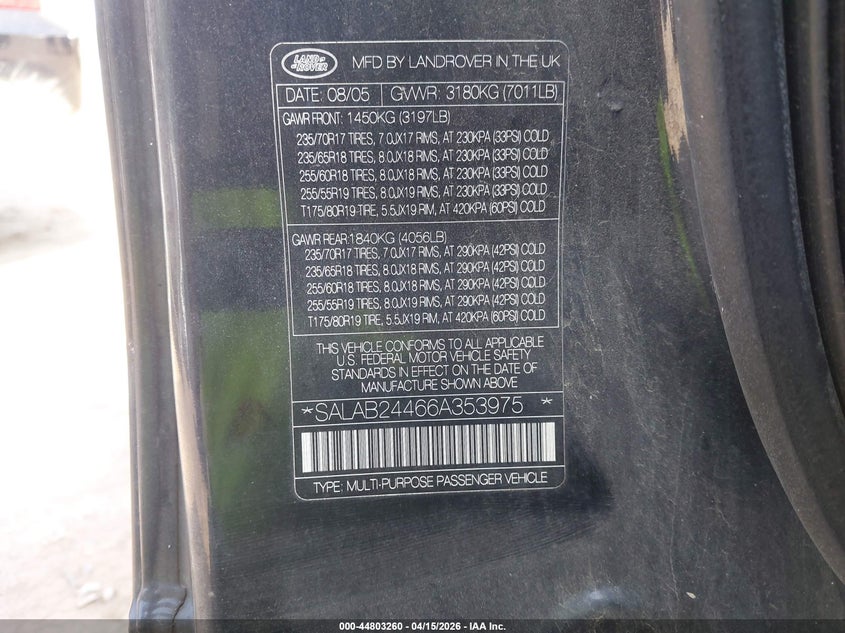 LAND ROVER
MFD BY LANDROVER IN THE UK
DATE: 08/05 GVWR: 3180KG (7011LB)
GAWR FRONT: 1450KG (3197LB)
235/70R17 TIRES, 7.0JX17 RIMS, AT 230KPA (33PSI) COLD
235/65R18 TIRES, 8.0JX18 RIMS, AT 230KPA (33PSI) COLD
255/60R18 TIRES, 8.0JX18 RIMS, AT 230KPA (33PSI) COLD
255/55R19 TIRES, 8.0JX19 RIMS, AT 230KPA (33PSI) COLD
T175/80R19 TIRE, 5.5JX19 RIM, AT 420KPA (60PSI) COLD
GAWR REAR:1840KG (4056LB)
235/70R17 TIRES, 7.0JX17 RIMS, AT 290KPA (42PSI) COLD
235/65R18 TIRES, 8.0JX18 RIMS, AT 290KPA (42PSI) COLD
255/60R18 TIRES, 8.0JX18 RIMS, AT 290KPA (42PSI) COLD
255/55R19 TIRES, 8.0JX19 RIMS, AT 290KPA (42PSI) COLD
T175/80R19 TIRE, 5.5JX19 RIM, AT 420KPA (60PSI) COLD
THIS VEHICLE CONFORMS TO ALL APPLICABLE
U.S. FEDERAL MOTOR VEHICLE SAFETY
STANDARDS IN EFFECT ON THE DATE OF
MANUFACTURE SHOWN ABOVE
*SALAB24466A353975 *
TYPE: MULTI-PURPOSE PASSENGER VEHICLE
000-44803260 - 04/15/2026 - IAA Inc.